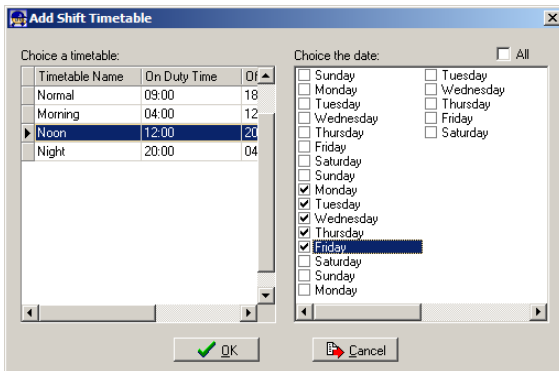 Add Shift Timetable
Choice a timetable:
Timetable Name On Duty Time Of
Normal 09:00 18
Morning 04:00 12
Noon 12:00 20
Night 20:00 04
Choice the date:
All
Sunday
Monday
Tuesday
Wednesday
Thursday
Friday
Saturday
Sunday
Monday
Tuesday
Wednesday
Thursday
Friday
Saturday
Sunday
Monday
Tuesday
Wednesday
Thursday
Friday
Saturday
OK
Cancel